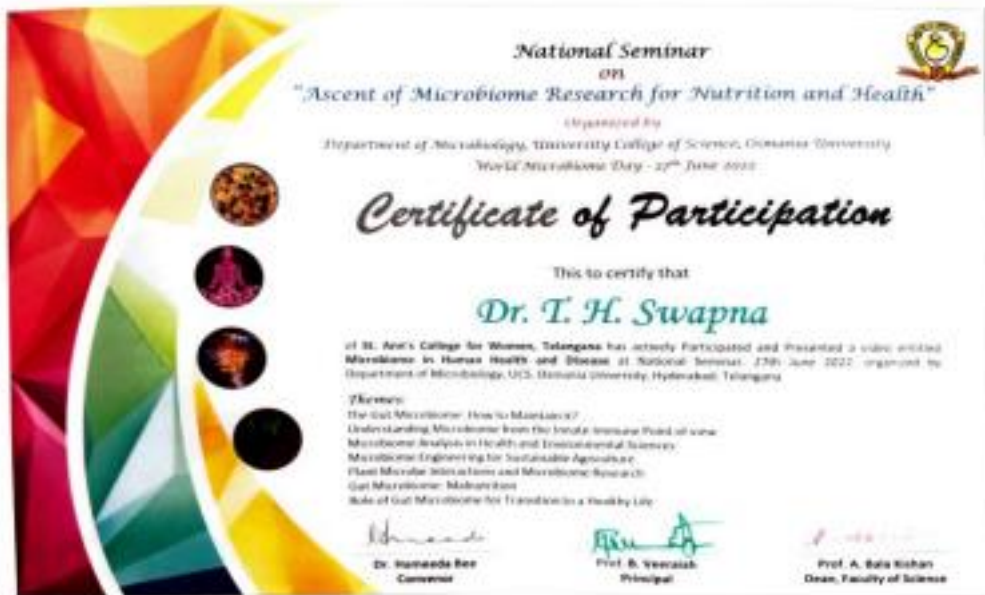 National Seminar
on
"Ascent of Microbiome Research for Nutrition and Health"
Organized by
Department of Microbiology, University College of Science, Osmania University
World Microbiome Day - 27th June 2022
Certificate of Participation
This to certify that
Dr. T. H. Swapna
of St. Ann's College for Women, Telangana has actively Participated and Presented a video entitled
Microbiome in Human Health and Disease at National Seminar, 27th June 2022 organized by
Department of Microbiology, UCS, Osmania University, Hyderabad, Telangana
Themes:
The Gut Microbiome: How to Maintain it?
Understanding Microbiome from the Innate Immune Point of view
Microbiome Analysis in Health and Environmental Sciences
Microbiome Engineering for Sustainable Agriculture
Plant Microbe Interactions and Microbiome Research
Gut Microbiome: Malnutrition
Role of Gut Microbiome for Transition to a Healthy Life
Dr. Hameeda Bee
Convenor
Prof. B. Veeraiah
Principal
Prof. A. Bala Kishan
Dean, Faculty of Science